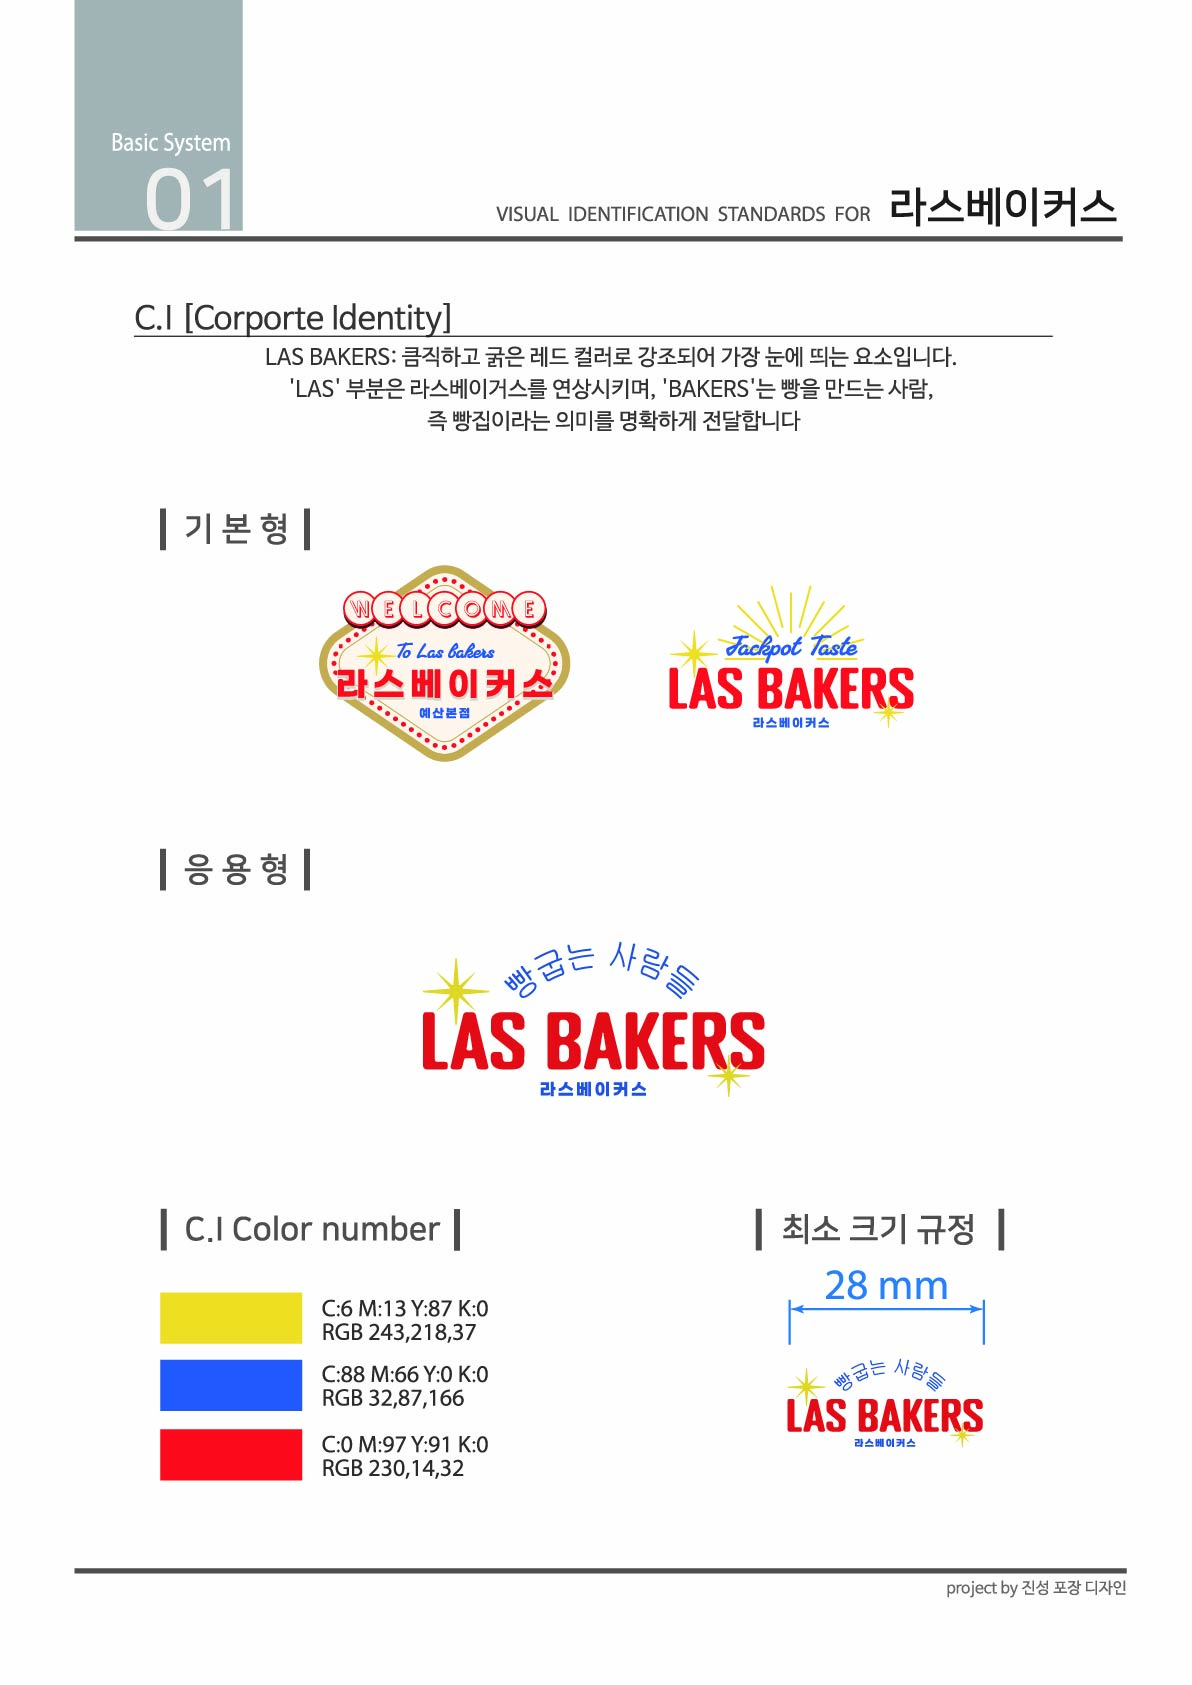 Basic System
01
VISUAL IDENTIFICATION STANDARDS FOR 라스베이커스
C.I [Corporte Identity]
LAS BAKERS: 큼직하고 굵은 레드 컬러로 강조되어 가장 눈에 띄는 요소입니다.
'LAS' 부분은 라스베이거스를 연상시키며, 'BAKERS'는 빵을 만드는 사람,
즉 빵집이라는 의미를 명확하게 전달합니다
기본형
WELCOME
To Las bakers
라스베이커스
예산본점
Jackpot Taste
LAS BAKERS
라스베이커스
응용형
빵굽는 사람들
LAS BAKERS
라스베이커스
C.I Color number
C:6 M:13 Y:87 K:0
RGB 243,218,37
C:88 M:66 Y:0 K:0
RGB 32,87,166
C:0 M:97 Y:91 K:0
RGB 230,14,32
최소 크기 규정
28 mm
빵굽는 사람들
LAS BAKERS
라스베이커스
project by 진성 포장 디자인